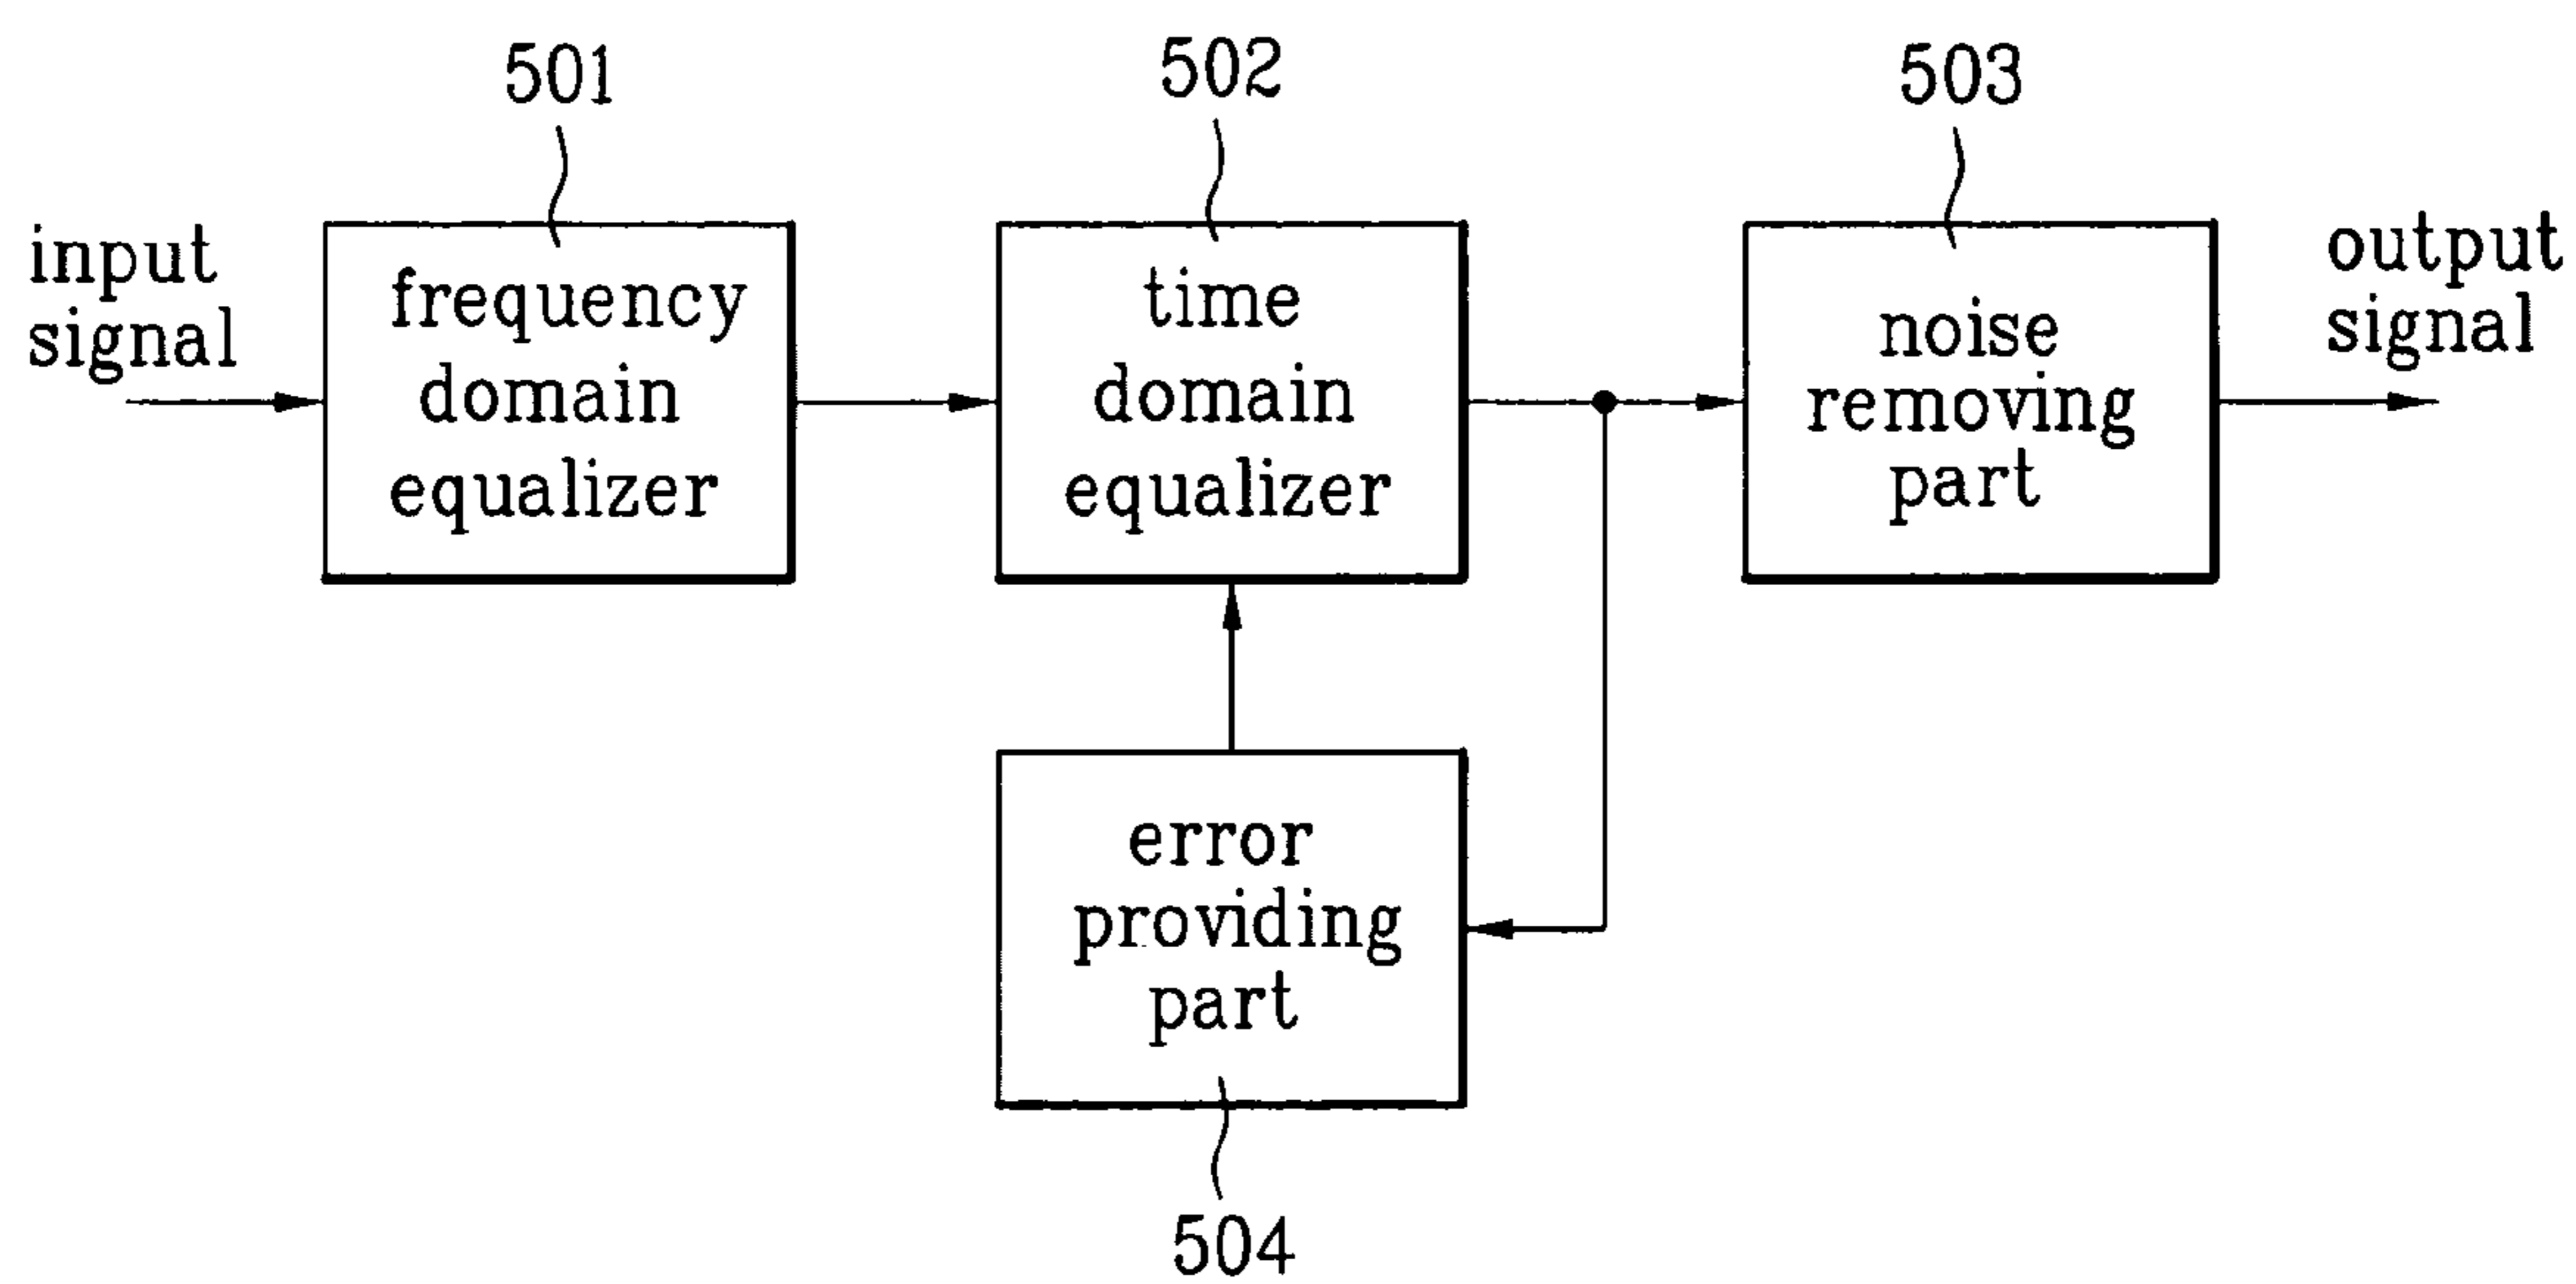 501
502
503
input
signal
frequency
domain
equalizer
time
domain
equalizer
noise
removing
part
output
signal
error
providing
part
504